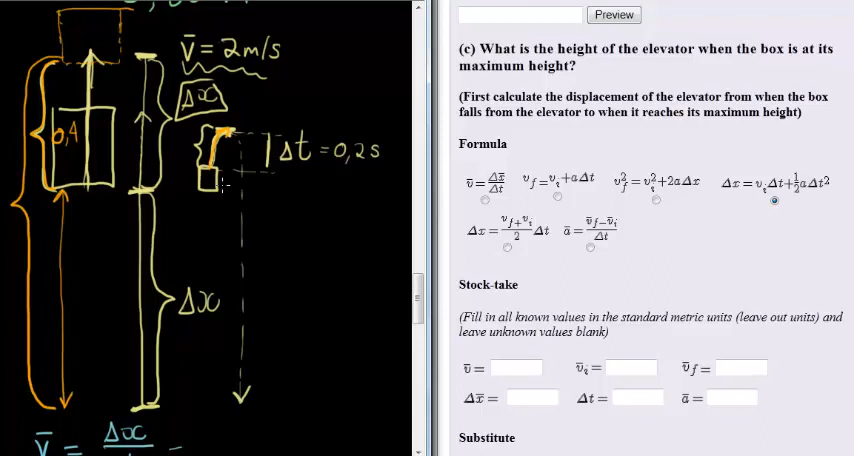 V̄ = 2m/s
Δx
0,4
Δt = 0,2s
Δx
V̄ = Δx
Preview
(c) What is the height of the elevator when the box is at its
maximum height?
(First calculate the displacement of the elevator from when the box
falls from the elevator to when it reaches its maximum height)
Formula
v̄ = Δx̄/Δt v_f = v_i + aΔt v_f² = v_i² + 2aΔx Δx = v_iΔt + ½aΔt²
Δx = (v_f + v_i)/2 Δt ā = (v̄_f − v̄_i)/Δt
Stock-take
(Fill in all known values in the standard metric units (leave out units) and
leave unknown values blank)
v̄ = v̄_i = v̄_f =
Δx̄ = Δt = ā =
Substitute